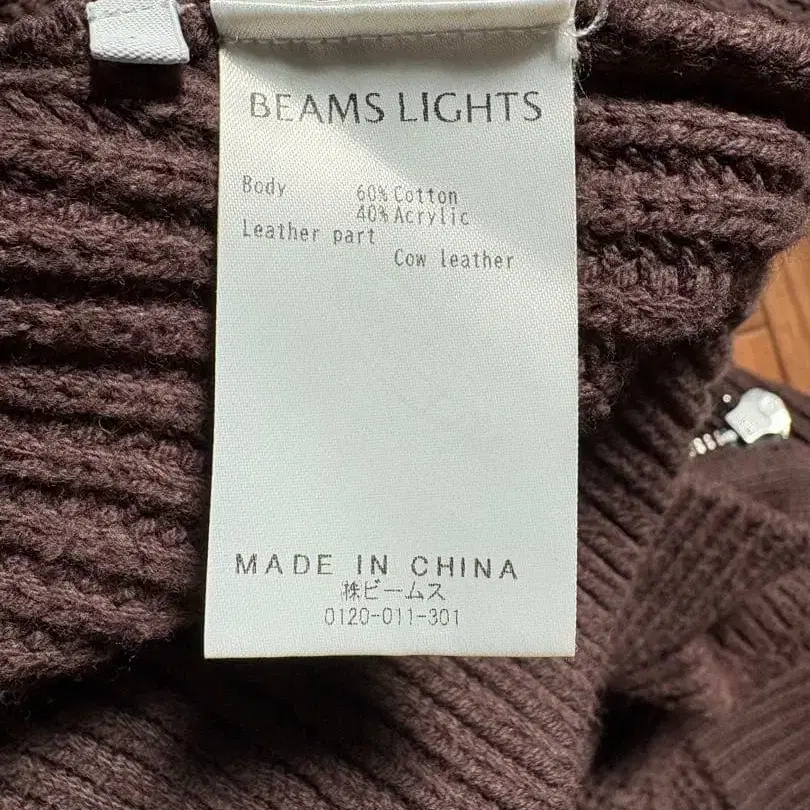 BEAMS LIGHTS
Body 60% Cotton
40% Acrylic
Leather part
Cow leather
MADE IN CHINA
㈱ビームス
0120-011-301